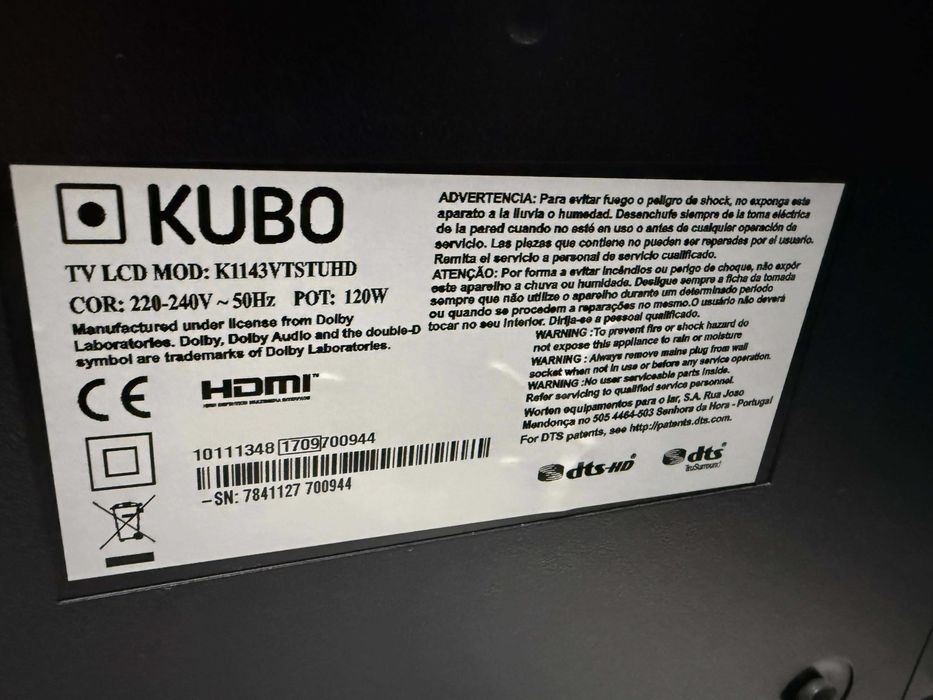 KUBO
TV LCD MOD: K1143VTSTUHD
COR: 220-240V ~ 50Hz POT: 120W
Manufactured under license from Dolby
Laboratories. Dolby, Dolby Audio and the double-D
symbol are trademarks of Dolby Laboratories.
CE
HDMI™
HIGH DEFINITION MULTIMEDIA INTERFACE
10111348 1709 700944
-SN: 7841127 700944
ADVERTENCIA: Para evitar fuego o peligro de shock, no exponga este
aparato a la lluvia o humedad. Desenchufe siempre de la toma eléctrica
de la pared cuando no esté en uso o antes de cualquier operación de
servicio. Las piezas que contiene no pueden ser reparadas por el usuario.
Remita el servicio a personal de servicio cualificado.
ATENÇÃO: Por forma a evitar incêndios ou perigo de choque, não expôr
este aparelho a chuva ou humidade. Desligue sempre a ficha da tomada
sempre que não utilize o aparelho durante um determinado período
ou quando se procedem a reparações no mesmo.O usuário não deverá
tocar no seu interior. Dirija-se a pessoal qualificado.
WARNING :To prevent fire or shock hazard do
not expose this appliance to rain or moisture
WARNING : Always remove mains plug from wall
socket when not in use or before any service operation.
WARNING :No user serviceable parts inside.
Refer servicing to qualified service personnel.
Worten equipamentos para o lar, S.A. Rua Joao
Mendonça no 505 4464-503 Senhora da Hora - Portugal
For DTS patents, see http://patents.dts.com.
dts-HD
dts
TruSurround